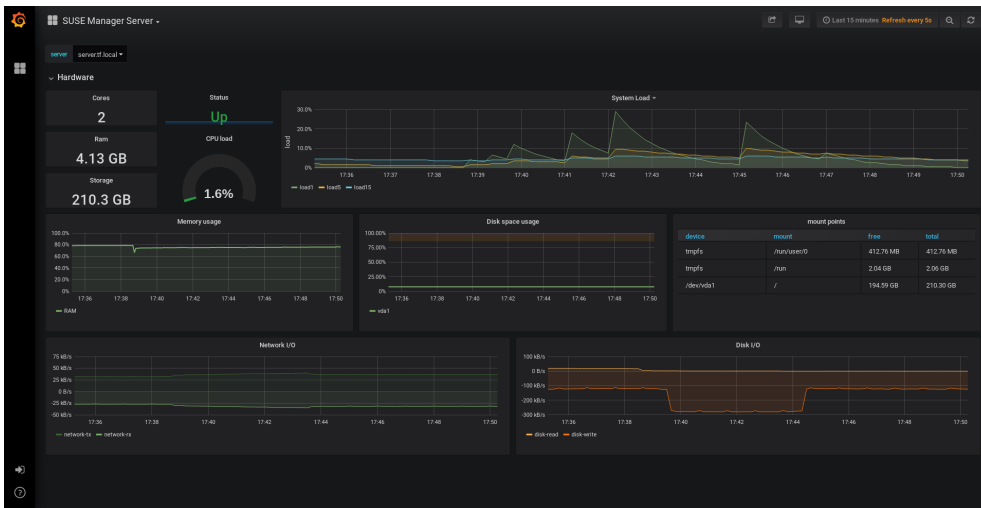 SUSE Manager Server
Last 15 minutes Refresh every 5s
server server.tf.local
Hardware
Cores
2
Ram
4.13 GB
Storage
210.3 GB
Status
Up
CPU load
1.6%
System Load
load
30.0%
20.0%
10.0%
0%
17:36 17:37 17:38 17:39 17:40 17:41 17:42 17:43 17:44 17:45 17:46 17:47 17:48 17:49 17:50
load1 load5 load15
Memory usage
100.0%
80.0%
60.0%
40.0%
20.0%
0%
17:36 17:38 17:40 17:42 17:44 17:46 17:48 17:50
RAM
Disk space usage
100.00%
75.00%
50.00%
25.00%
0%
17:36 17:38 17:40 17:42 17:44 17:46 17:48 17:50
vda1
mount points
device mount free total
tmpfs /run/user/0 412.76 MB 412.76 MB
tmpfs /run 2.04 GB 2.06 GB
/dev/vda1 / 194.59 GB 210.30 GB
Network I/O
75 kB/s
50 kB/s
25 kB/s
0 B/s
-25 kB/s
-50 kB/s
17:36 17:38 17:40 17:42 17:44 17:46 17:48 17:50
network-tx network-rx
Disk I/O
100 kB/s
0 B/s
-100 kB/s
-200 kB/s
-300 kB/s
17:36 17:38 17:40 17:42 17:44 17:46 17:48 17:50
disk-read disk-write